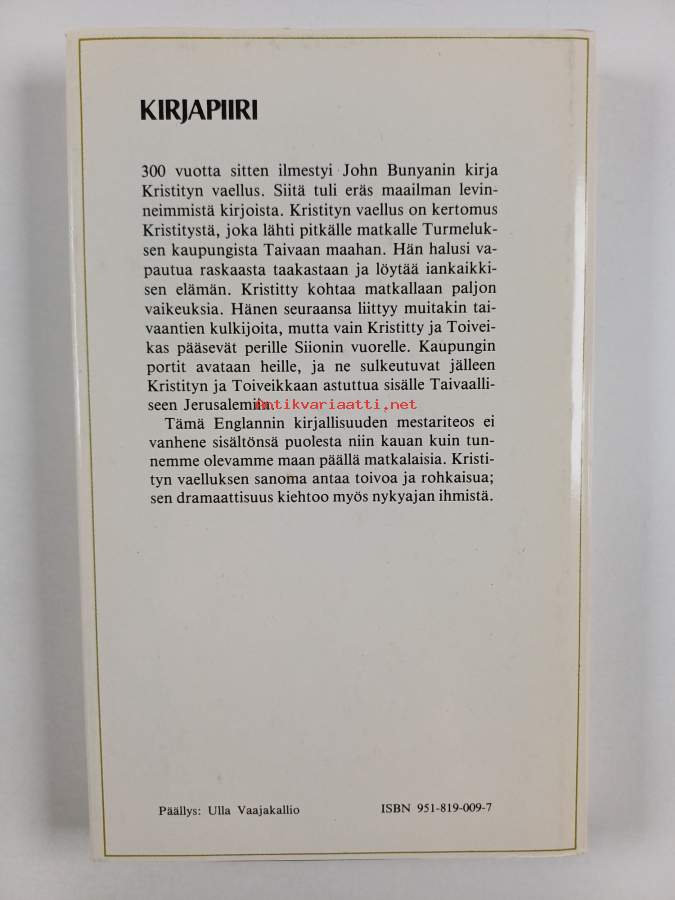 KIRJAPIIRI
300 vuotta sitten ilmestyi John Bunyanin kirja
Kristityn vaellus. Siitä tuli eräs maailman levin-
neimmistä kirjoista. Kristityn vaellus on kertomus
Kristitystä, joka lähti pitkälle matkalle Turmeluk-
sen kaupungista Taivaan maahan. Hän halusi va-
pautua raskaasta taakastaan ja löytää iankaikki-
sen elämän. Kristitty kohtaa matkallaan paljon
vaikeuksia. Hänen seuraansa liittyy muitakin tai-
vaantien kulkijoita, mutta vain Kristitty ja Toivei-
kas pääsevät perille Siionin vuorelle. Kaupungin
portit avataan heille, ja ne sulkeutuvat jälleen
Kristityn ja Toiveikkaan astuttua sisälle Taivaalli-
seen Jerusalemiin.
Antikvariaatti.net
Tämä Englannin kirjallisuuden mestariteos ei
vanhene sisältönsä puolesta niin kauan kuin tun-
nemme olevamme maan päällä matkalaisia. Kristi-
tyn vaelluksen sanoma antaa toivoa ja rohkaisua;
sen dramaattisuus kiehtoo myös nykyajan ihmistä.
Päällys: Ulla Vaajakallio
ISBN 951-819-009-7